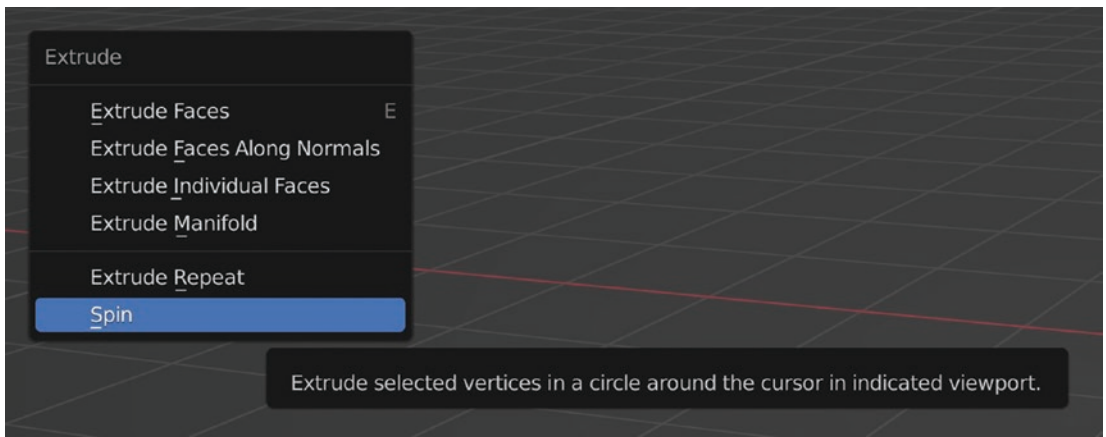 Extrude
Extrude Faces E
Extrude Faces Along Normals
Extrude Individual Faces
Extrude Manifold
Extrude Repeat
Spin
Extrude selected vertices in a circle around the cursor in indicated viewport.